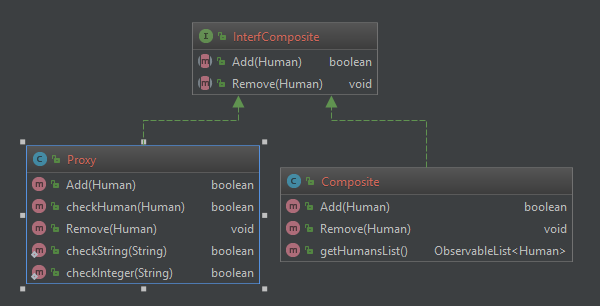 InterfComposite
Add(Human) boolean
Remove(Human) void
Proxy
Add(Human) boolean
checkHuman(Human) boolean
Remove(Human) void
checkString(String) boolean
checkInteger(String) boolean
Composite
Add(Human) boolean
Remove(Human) void
getHumansList() ObservableList<Human>